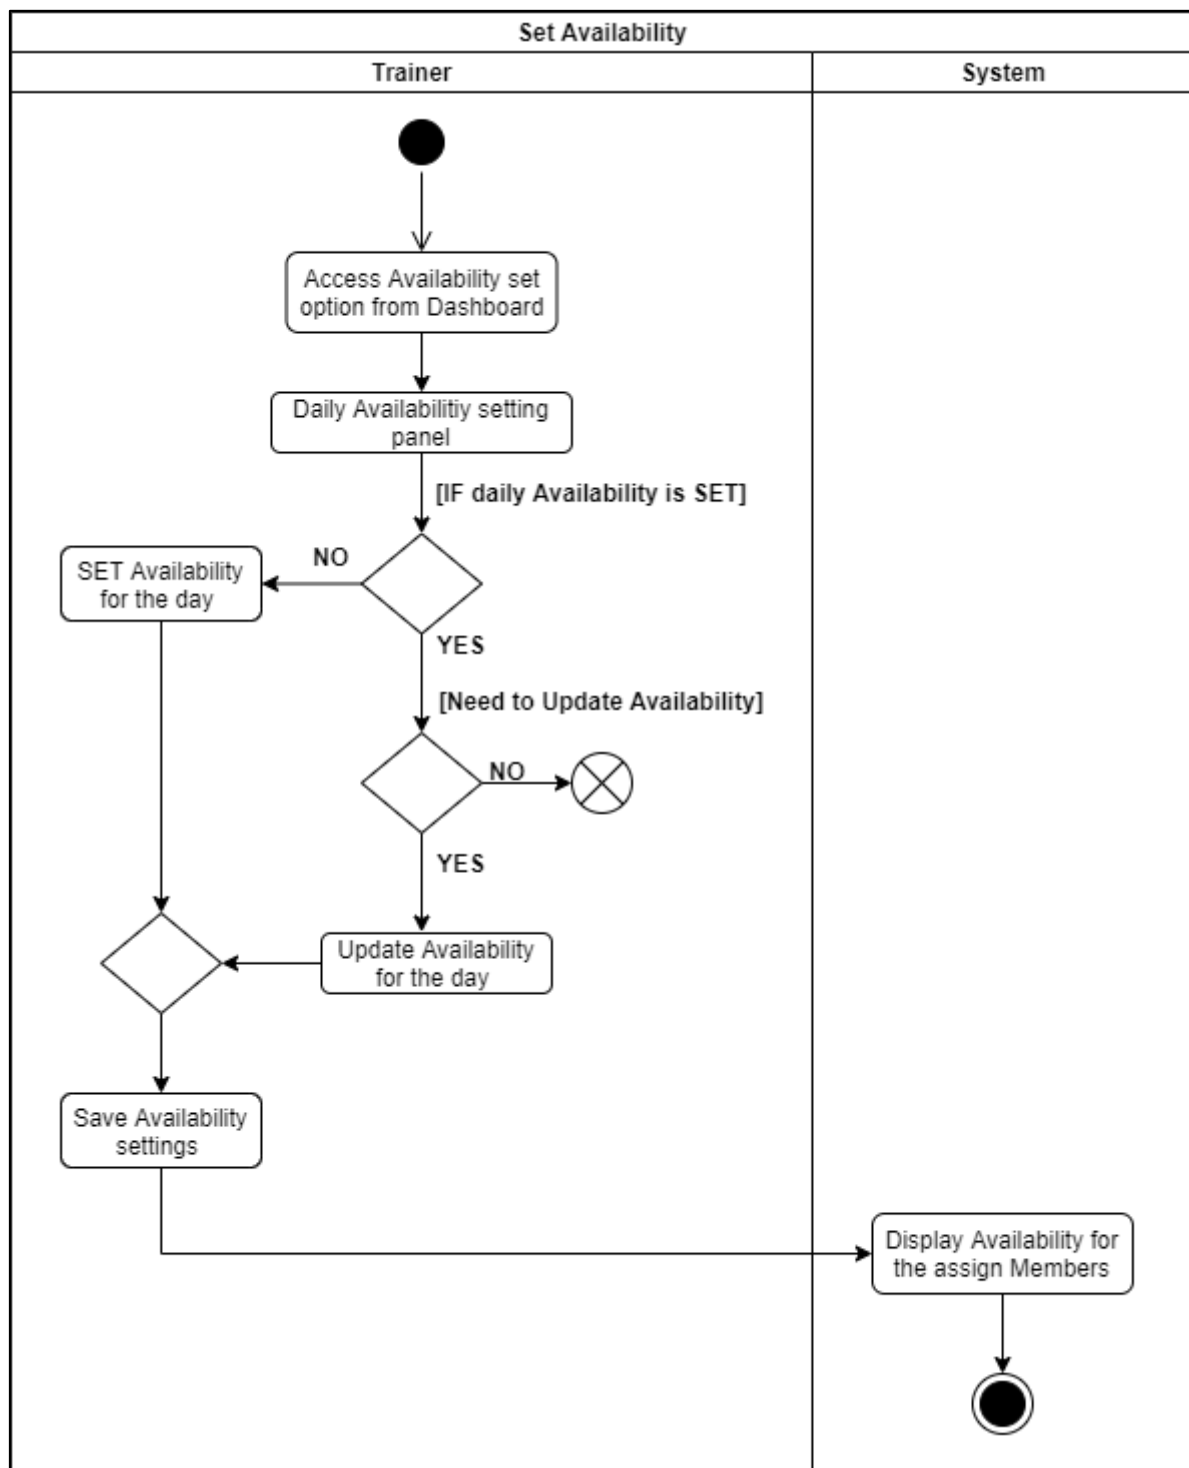 Set Availability
Trainer
System
Access Availability set
option from Dashboard
Daily Availabilitiy setting
panel
[IF daily Availability is SET]
NO
SET Availability
for the day
YES
[Need to Update Availability]
NO
YES
Update Availability
for the day
Save Availability
settings
Display Availability for
the assign Members